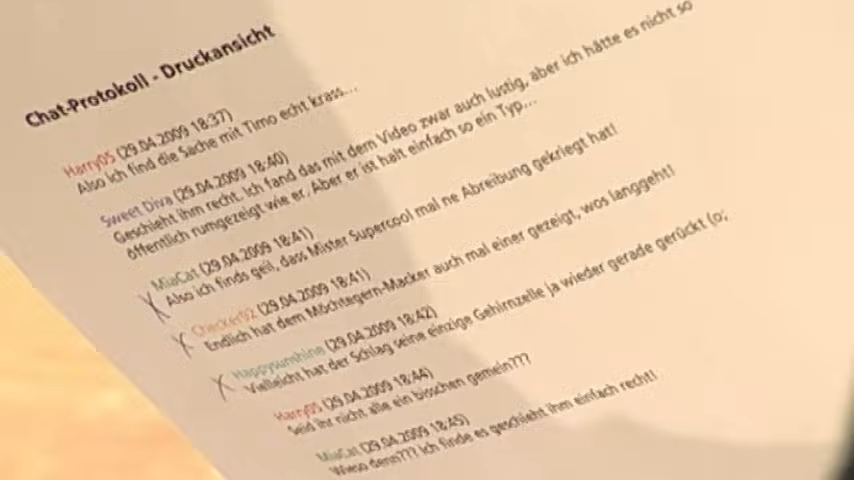 Chat-Protokoll - Druckansicht
Harry05 (29.04.2009 18:37)
Also ich find die Sache mit Timo echt krass...
Sweet Diva (29.04.2009 18:40)
Geschieht ihm recht. Ich fand das mit dem Video zwar auch lustig, aber ich hätte es nicht so
öffentlich rumgezeigt wie er. Aber er ist halt einfach so ein Typ...
MiaCat (29.04.2009 18:41)
Also ich finds geil, dass Mister Supercool mal ne Abreibung gekriegt hat!
Checker92 (29.04.2009 18:41)
Endlich hat dem Möchtegern-Macker auch mal einer gezeigt, wos langgeht!
Happysunshine (29.04.2009 18:42)
Vielleicht hat der Schlag seine einzige Gehirnzelle ja wieder gerade gerückt (o;
Harry05 (29.04.2009 18:44)
Seid ihr nicht alle ein bisschen gemein???
MiaCat (29.04.2009 18:45)
Wieso denn??? Ich finde es geschieht ihm einfach recht!